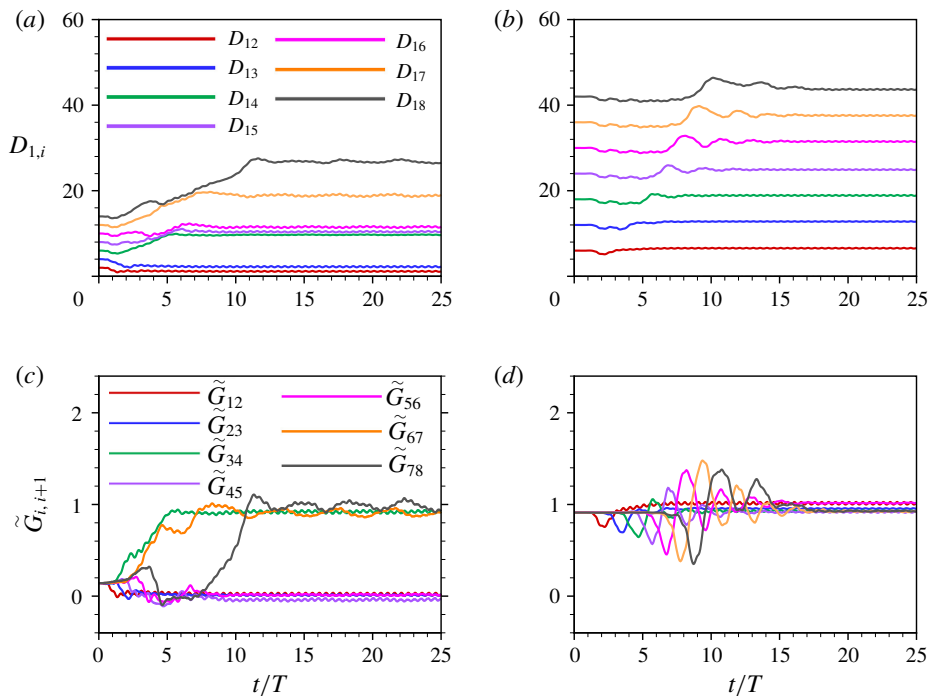 (a)
(b)
60
60
D₁₂
D₁₆
D₁₃
D₁₇
D₁₄
D₁₈
D₁₅
40
40
D₁,ᵢ
20
20
0
0
5
10
15
20
25
0
5
10
15
20
25
(c)
(d)
G̃₁₂
G̃₅₆
G̃₂₃
G̃₆₇
G̃₃₄
G̃₇₈
G̃₄₅
2
2
G̃ᵢ,ᵢ₊₁
1
1
0
0
0
5
10
15
20
25
0
5
10
15
20
25
t/T
t/T